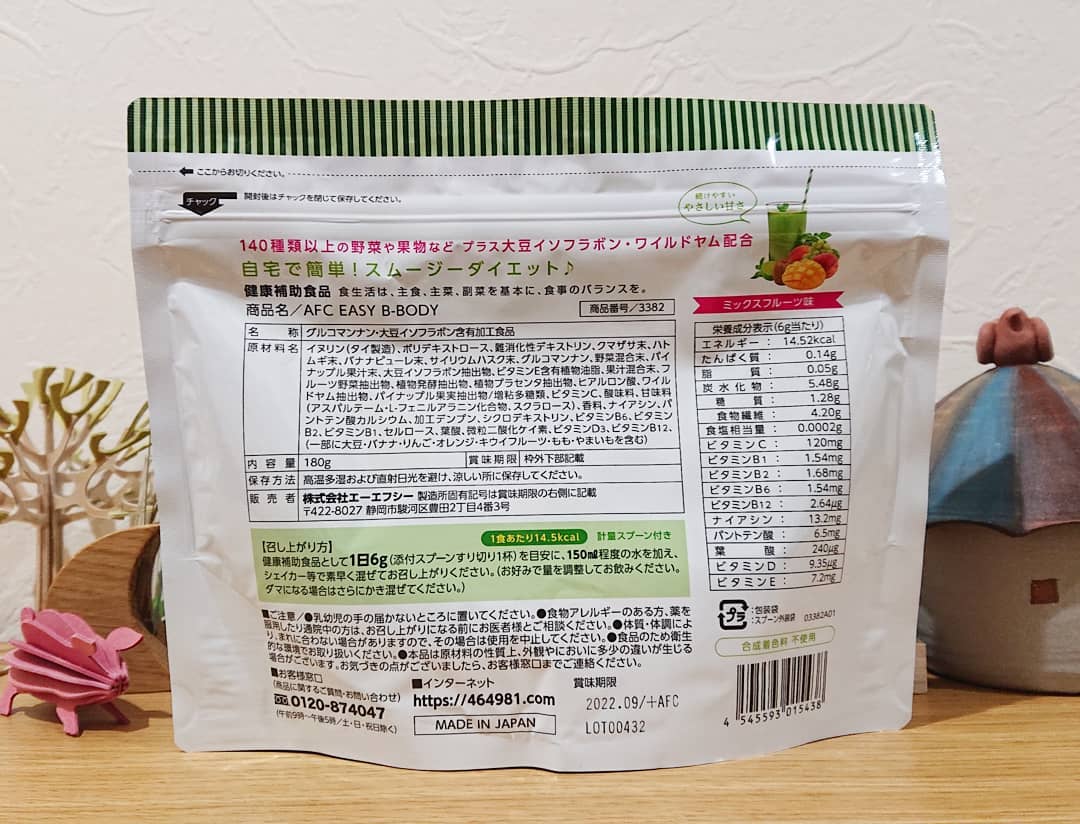 ここからお切りください。
チャック
開封後はチャックを閉じて保存してください。
続けやすい
やさしい甘さ
140種類以上の野菜や果物など プラス大豆イソフラボン・ワイルドヤム配合
自宅で簡単!スムージーダイエット♪
健康補助食品 食生活は、主食、主菜、副菜を基本に、食事のバランスを。
商品名/AFC EASY B-BODY
商品番号/3382
名 称 グルコマンナン・大豆イソフラボン含有加工食品
原材料名 イヌリン(タイ製造)、ポリデキストロース、難消化性デキストリン、クマザサ末、ハト
ムギ末、バナナピューレ末、サイリウムハスク末、グルコマンナン、野菜混合末、パイ
ナップル果汁末、大豆イソフラボン抽出物、ビタミンE含有植物油脂、果汁混合末、フ
ルーツ野菜抽出物、植物発酵抽出物、植物プラセンタ抽出物、ヒアルロン酸、ワイル
ドヤム抽出物、パイナップル果実抽出物/増粘多糖類、ビタミンC、酸味料、甘味料
(アスパルテーム・L-フェニルアラニン化合物、スクラロース)、香料、ナイアシン、パ
ントテン酸カルシウム、加工デンプン、シクロデキストリン、ビタミンB6、ビタミン
B2、ビタミンB1、セルロース、葉酸、微粒二酸化ケイ素、ビタミンD3、ビタミンB12、
(一部に大豆・バナナ・りんご・オレンジ・キウイフルーツ・もも・やまいもを含む)
内 容 量 180g 賞味期限 枠外下部記載
保存方法 高温多湿および直射日光を避け、涼しい所に保存してください。
販 売 者 株式会社エーエフシー 製造所固有記号は賞味期限の右側に記載
〒422-8027 静岡市駿河区豊田2丁目4番3号
1食あたり14.5kcal 計量スプーン付き
【召し上がり方】
健康補助食品として1日6g(添付スプーンすり切り1杯)を目安に、150㎖程度の水を加え、
シェイカー等で素早く混ぜてお召し上がりください。(お好みで量を調整してお飲みください。
ダマになる場合はさらにかき混ぜてください。)
■ご注意/●乳幼児の手の届かないところに置いてください。●食物アレルギーのある方、薬を
服用したり通院中の方は、お召し上がりになる前にお医者様とご相談ください。●体質・体調によ
り、まれに合わない場合がありますので、その場合は使用を中止してください。●食品のため衛生
的な環境でお取り扱いください。●本品は原材料の性質上、外観やにおいに多少の違いが生じる
場合がございます。お気づきの点がございましたら、お客様窓口までご連絡ください。
■お客様窓口
(商品に関するご質問・お問い合わせ)
0120-874047
(午前9時〜午後5時/土・日・祝日除く)
■インターネット
https://464981.com
MADE IN JAPAN
賞味期限
2022.09/+AFC
LOT00432
ミックスフルーツ味
栄養成分表示(6g当たり)
エネルギー : 14.52kcal
たんぱく質 : 0.14g
脂 質 : 0.05g
炭水化物 : 5.48g
糖 質 : 1.28g
食物繊維 : 4.20g
食塩相当量 : 0.0002g
ビタミンC : 120mg
ビタミンB1 : 1.54mg
ビタミンB2 : 1.68mg
ビタミンB6 : 1.54mg
ビタミンB12 : 2.64μg
ナイアシン : 13.2mg
パントテン酸 : 6.5mg
葉 酸 : 240μg
ビタミンD : 9.35μg
ビタミンE : 7.2mg
プラ
:包装袋
:スプーン外装袋 03382A01
合成着色料 不使用
4 545593 015438